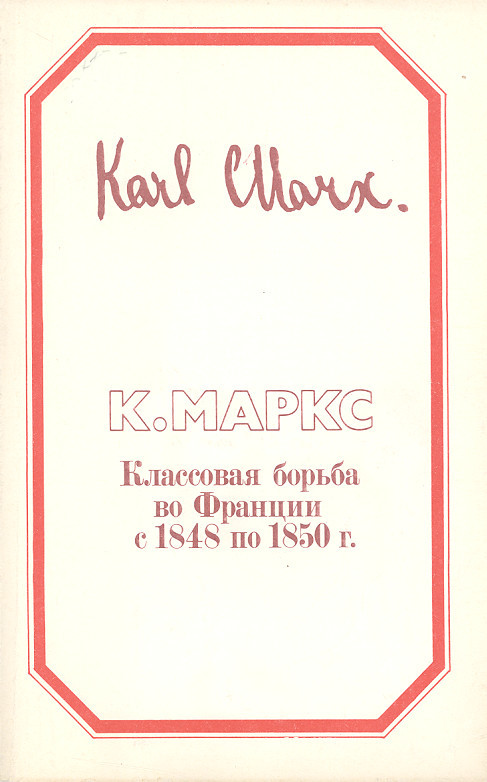 Karl Marx.
К.МАРКС
Классовая борьба
во Франции
с 1848 по 1850 г.